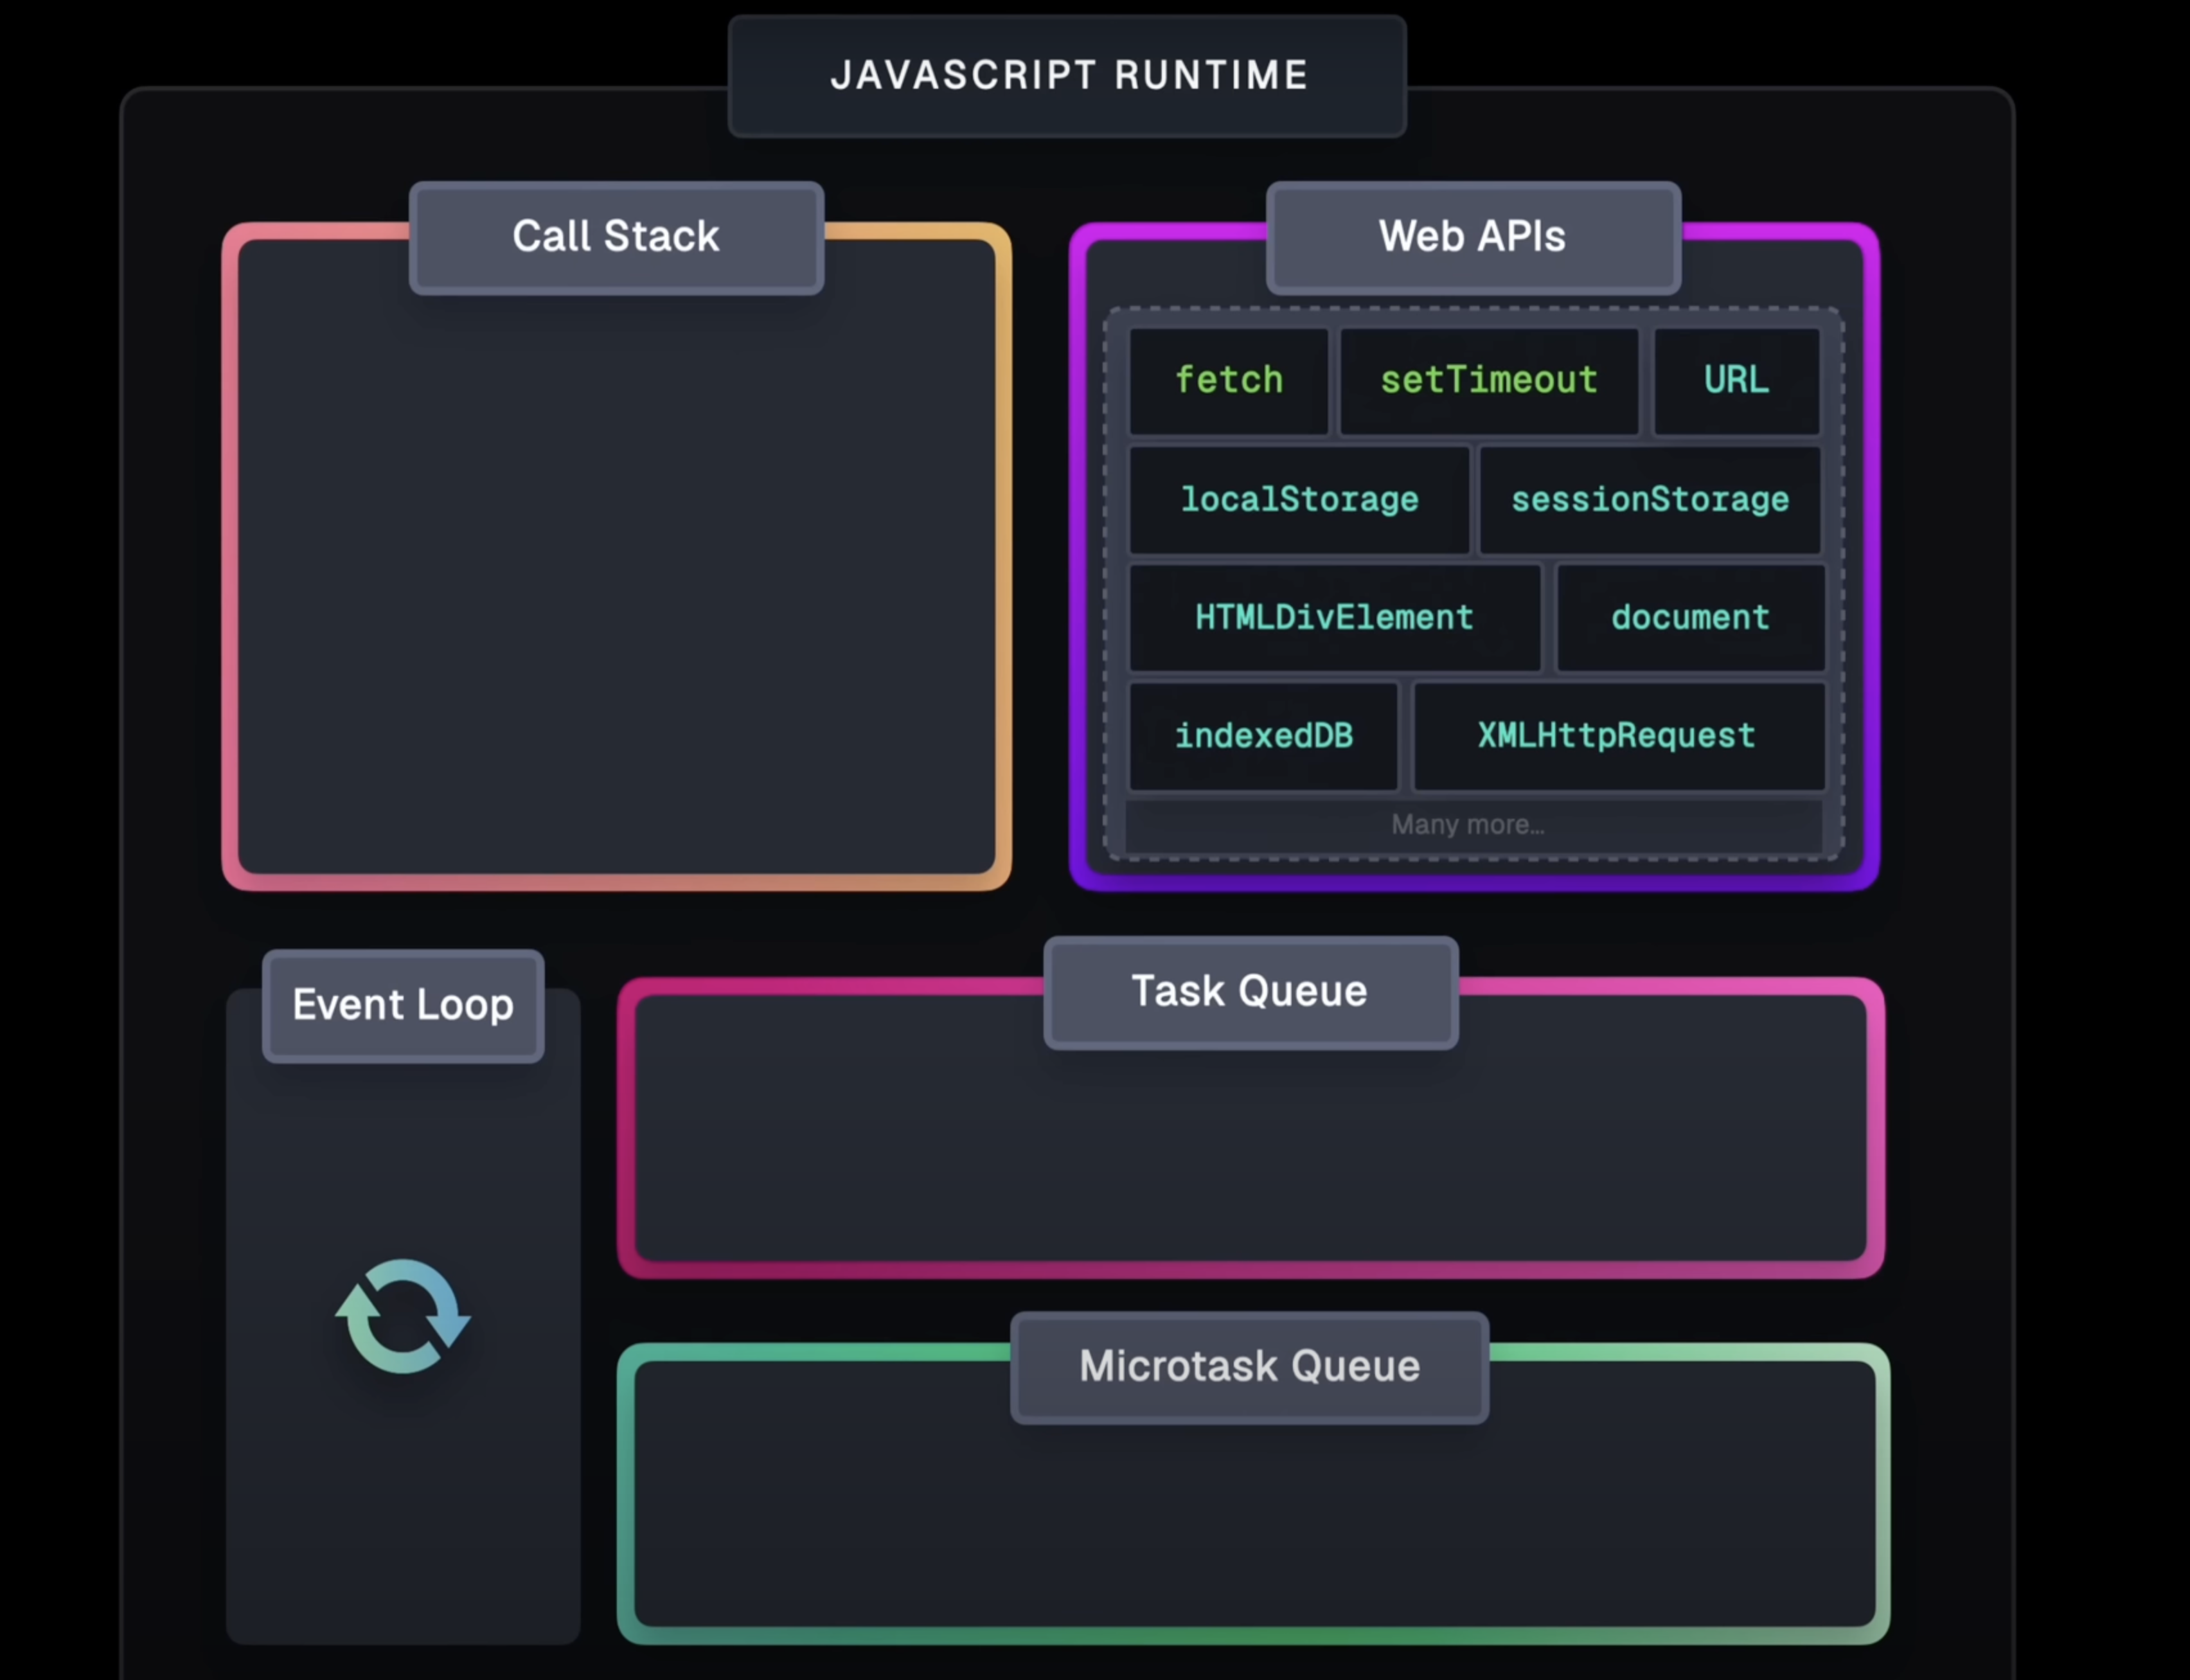 JAVASCRIPT RUNTIME
Call Stack
Web APIs
fetch setTimeout URL
localStorage sessionStorage
HTMLDivElement document
indexedDB XMLHttpRequest
Many more...
Event Loop
Task Queue
Microtask Queue